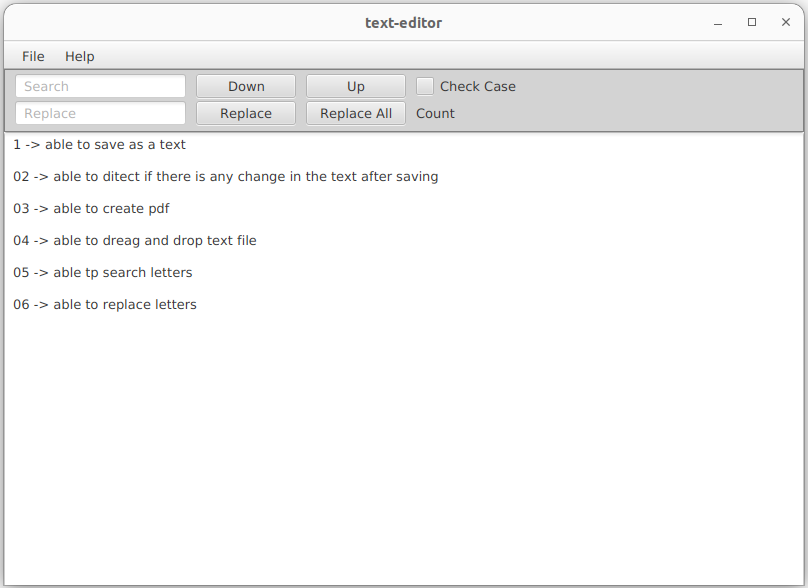 text-editor
File Help
Search Down Up Check Case
Replace Replace Replace All Count
1 -> able to save as a text
02 -> able to ditect if there is any change in the text after saving
03 -> able to create pdf
04 -> able to dreag and drop text file
05 -> able tp search letters
06 -> able to replace letters